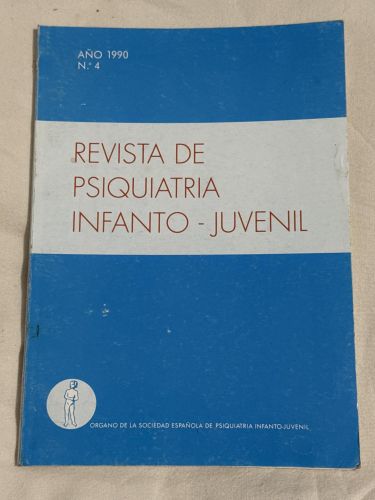 AÑO 1990
N.º 4
REVISTA DE
PSIQUIATRIA
INFANTO - JUVENIL
ORGANO DE LA SOCIEDAD ESPAÑOLA DE PSIQUIATRIA INFANTO-JUVENIL